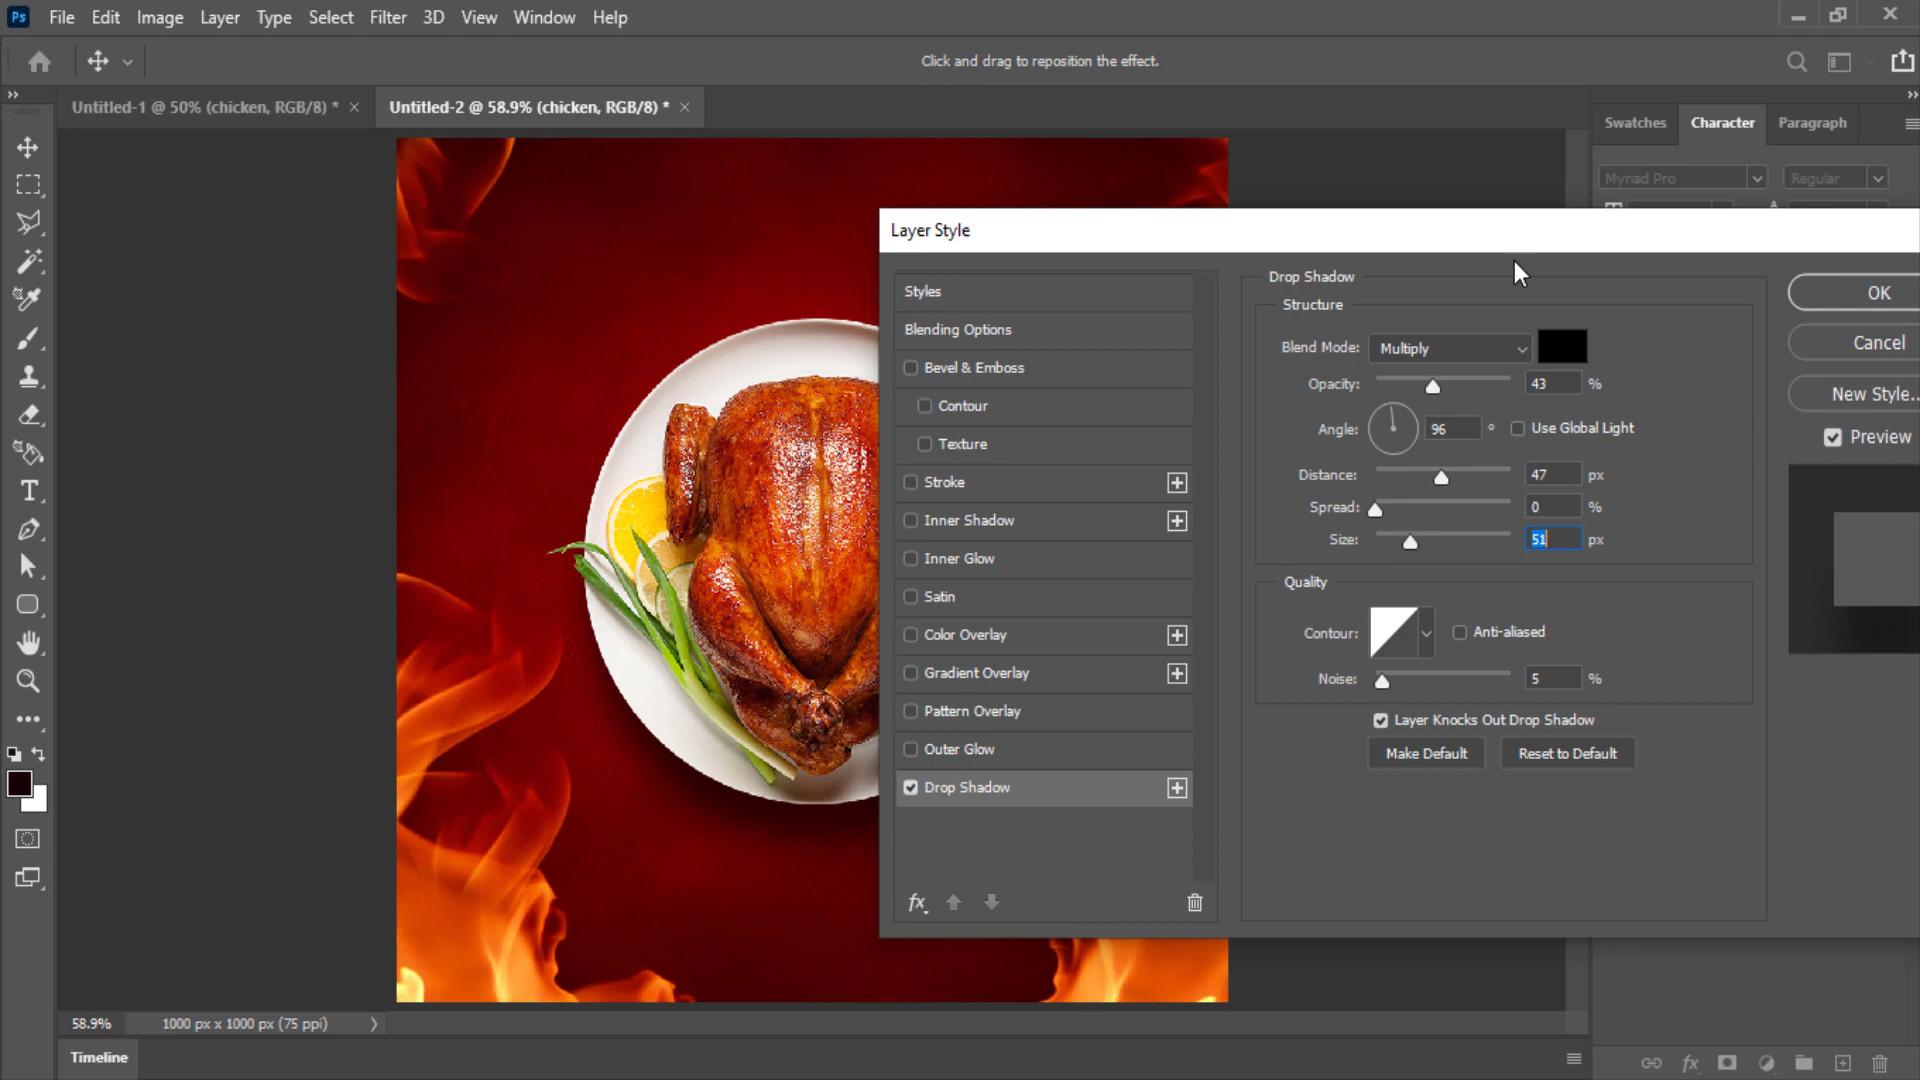 Ps File Edit Image Layer Type Select Filter 3D View Window Help
Click and drag to reposition the effect.
Untitled-1 @ 50% (chicken, RGB/8) * × Untitled-2 @ 58.9% (chicken, RGB/8) * ×
Swatches Character Paragraph
Myriad Pro Regular
Layer Style
Styles
Blending Options
Bevel & Emboss
Contour
Texture
Stroke
Inner Shadow
Inner Glow
Satin
Color Overlay
Gradient Overlay
Pattern Overlay
Outer Glow
Drop Shadow
fx
Drop Shadow
Structure
Blend Mode: Multiply
Opacity: 43 %
Angle: 96 ° Use Global Light
Distance: 47 px
Spread: 0 %
Size: 51 px
Quality
Contour: Anti-aliased
Noise: 5 %
Layer Knocks Out Drop Shadow
Make Default Reset to Default
OK
Cancel
New Style...
Preview
58.9% 1000 px x 1000 px (75 ppi)
Timeline
fx